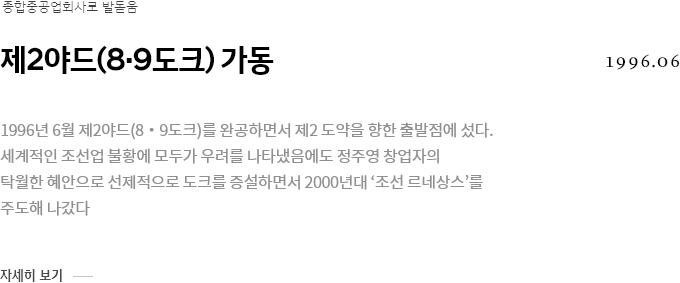 종합중공업회사로 발돋움
제2야드(8·9도크) 가동
1996.06
1996년 6월 제2야드(8·9도크)를 완공하면서 제2 도약을 향한 출발점에 섰다.
세계적인 조선업 불황에 모두가 우려를 나타냈음에도 정주영 창업자의
탁월한 혜안으로 선제적으로 도크를 증설하면서 2000년대 ‘조선 르네상스’를
주도해 나갔다
자세히 보기